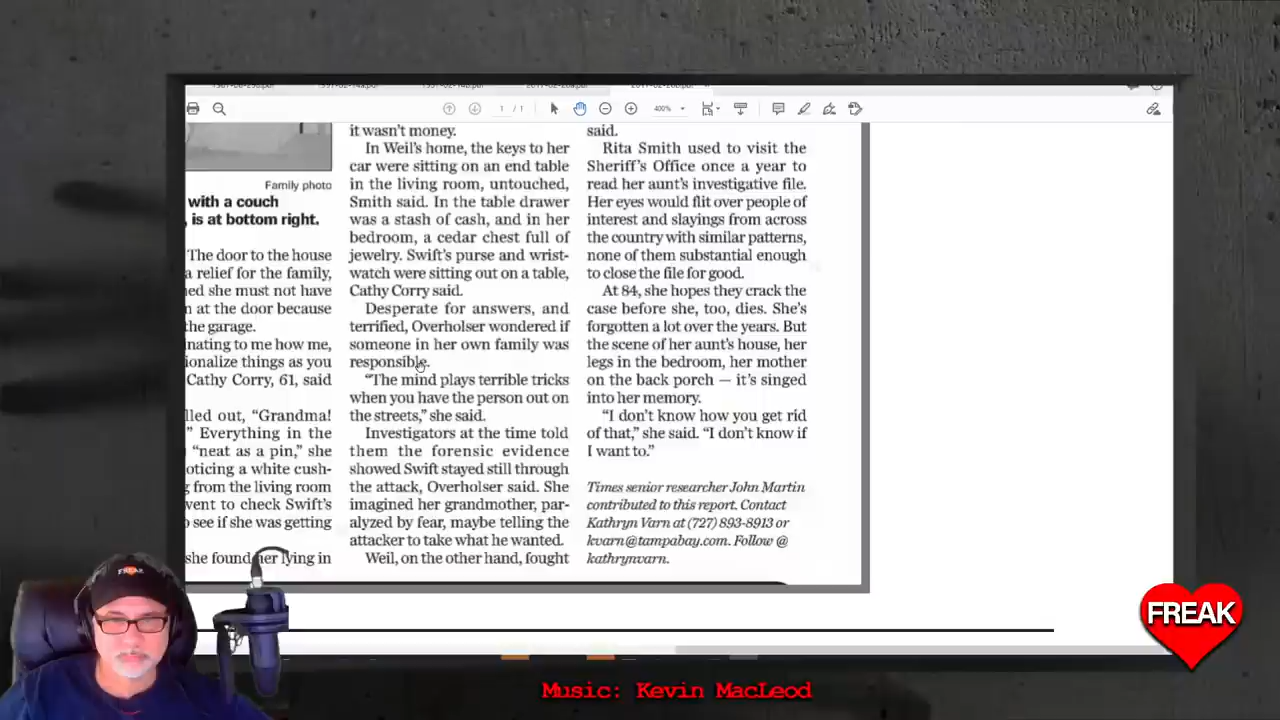 1 / 1
400%
Family photo
with a couch
, is at bottom right.
The door to the house
a relief for the family,
ned she must not have
at the door because
the garage.
nating to me how me,
ionalize things as you
Cathy Corry, 61, said
lled out, “Grandma!
” Everything in the
“neat as a pin,” she
oticing a white cush-
g from the living room
vent to check Swift’s
o see if she was getting
she found her lying in
it wasn’t money.
In Weil’s home, the keys to her
car were sitting on an end table
in the living room, untouched,
Smith said. In the table drawer
was a stash of cash, and in her
bedroom, a cedar chest full of
jewelry. Swift’s purse and wrist-
watch were sitting out on a table,
Cathy Corry said.
Desperate for answers, and
terrified, Overholser wondered if
someone in her own family was
responsible.
“The mind plays terrible tricks
when you have the person out on
the streets,” she said.
Investigators at the time told
them the forensic evidence
showed Swift stayed still through
the attack, Overholser said. She
imagined her grandmother, par-
alyzed by fear, maybe telling the
attacker to take what he wanted.
Weil, on the other hand, fought
said.
Rita Smith used to visit the
Sheriff’s Office once a year to
read her aunt’s investigative file.
Her eyes would flit over people of
interest and slayings from across
the country with similar patterns,
none of them substantial enough
to close the file for good.
At 84, she hopes they crack the
case before she, too, dies. She’s
forgotten a lot over the years. But
the scene of her aunt’s house, her
legs in the bedroom, her mother
on the back porch — it’s singed
into her memory.
“I don’t know how you get rid
of that,” she said. “I don’t know if
I want to.”
Times senior researcher John Martin
contributed to this report. Contact
Kathryn Varn at (727) 893-8913 or
kvarn@tampabay.com. Follow @
kathrynvarn.
FREAK
FREAK
Music: Kevin MacLeod